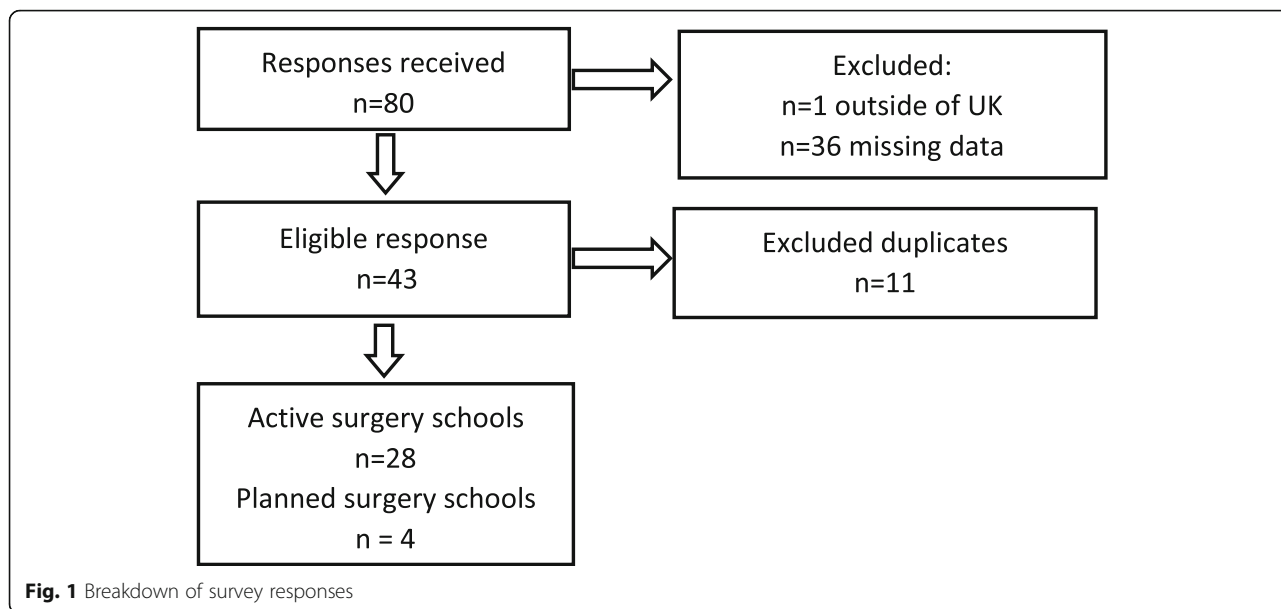 Responses received
n=80
Excluded:
n=1 outside of UK
n=36 missing data
Eligible response
n=43
Excluded duplicates
n=11
Active surgery schools
n=28
Planned surgery schools
n = 4
Fig. 1 Breakdown of survey responses